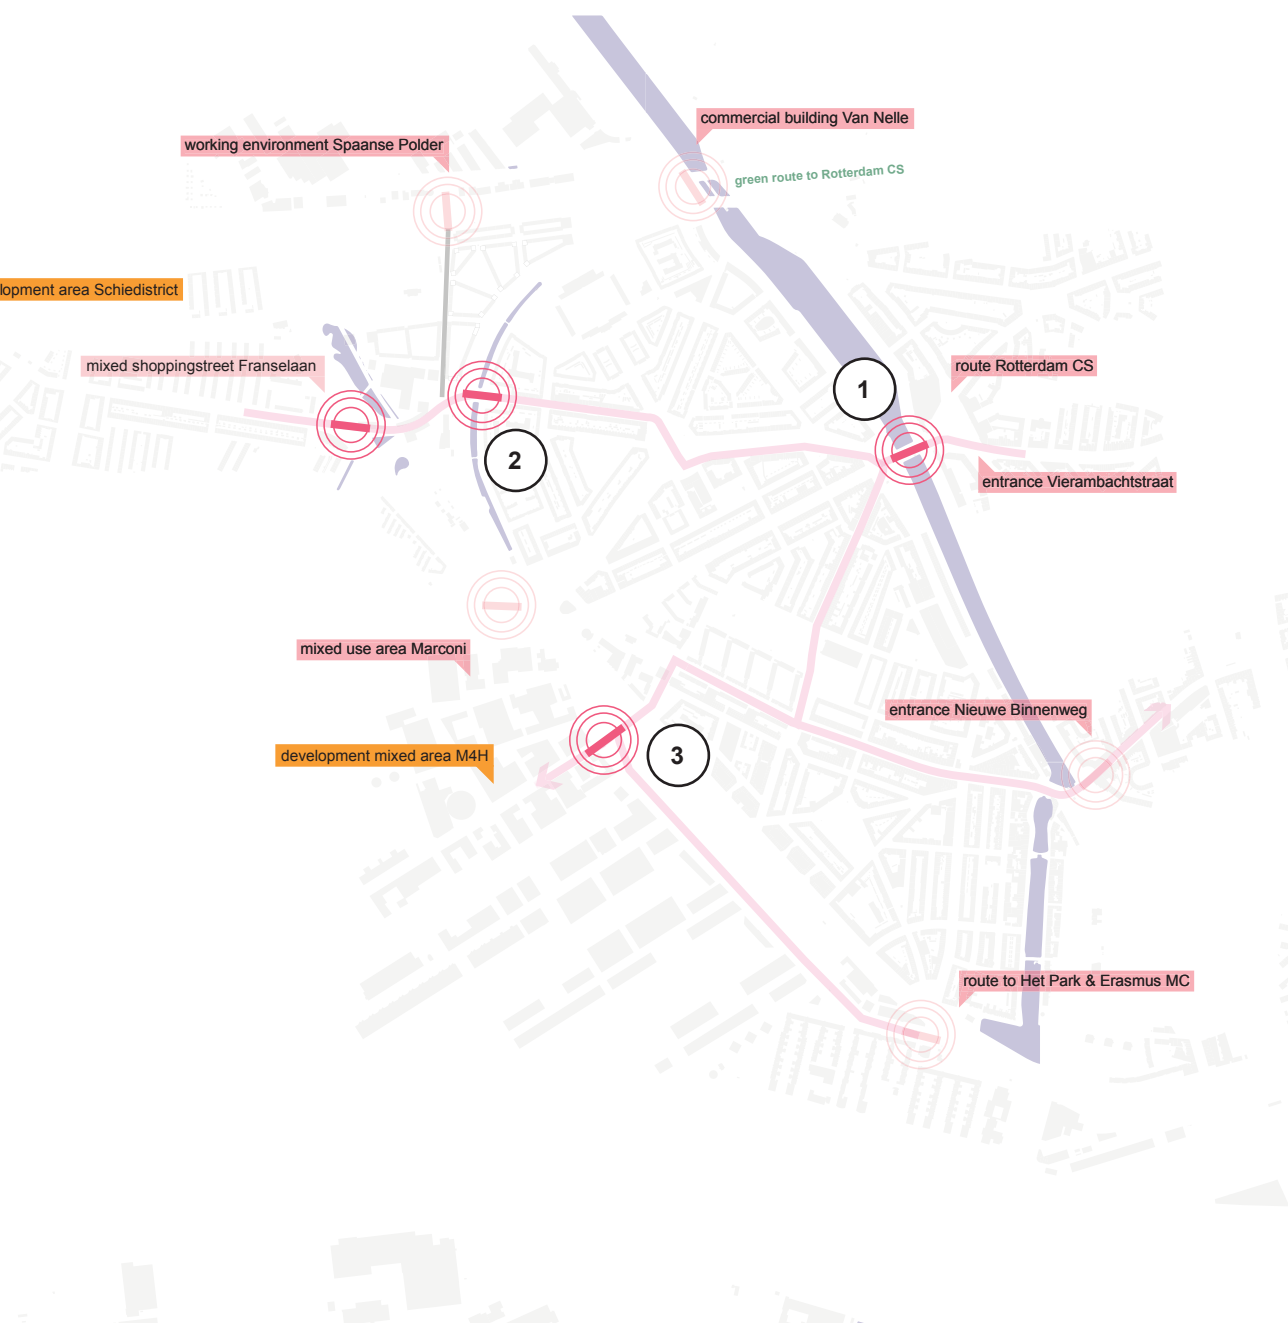 commercial building Van Nelle
working environment Spaanse Polder
green route to Rotterdam CS
lopment area Schiedistrict
mixed shoppingstreet Franselaan
route Rotterdam CS
1
2
entrance Vierambachtstraat
mixed use area Marconi
entrance Nieuwe Binnenweg
development mixed area M4H
3
route to Het Park & Erasmus MC